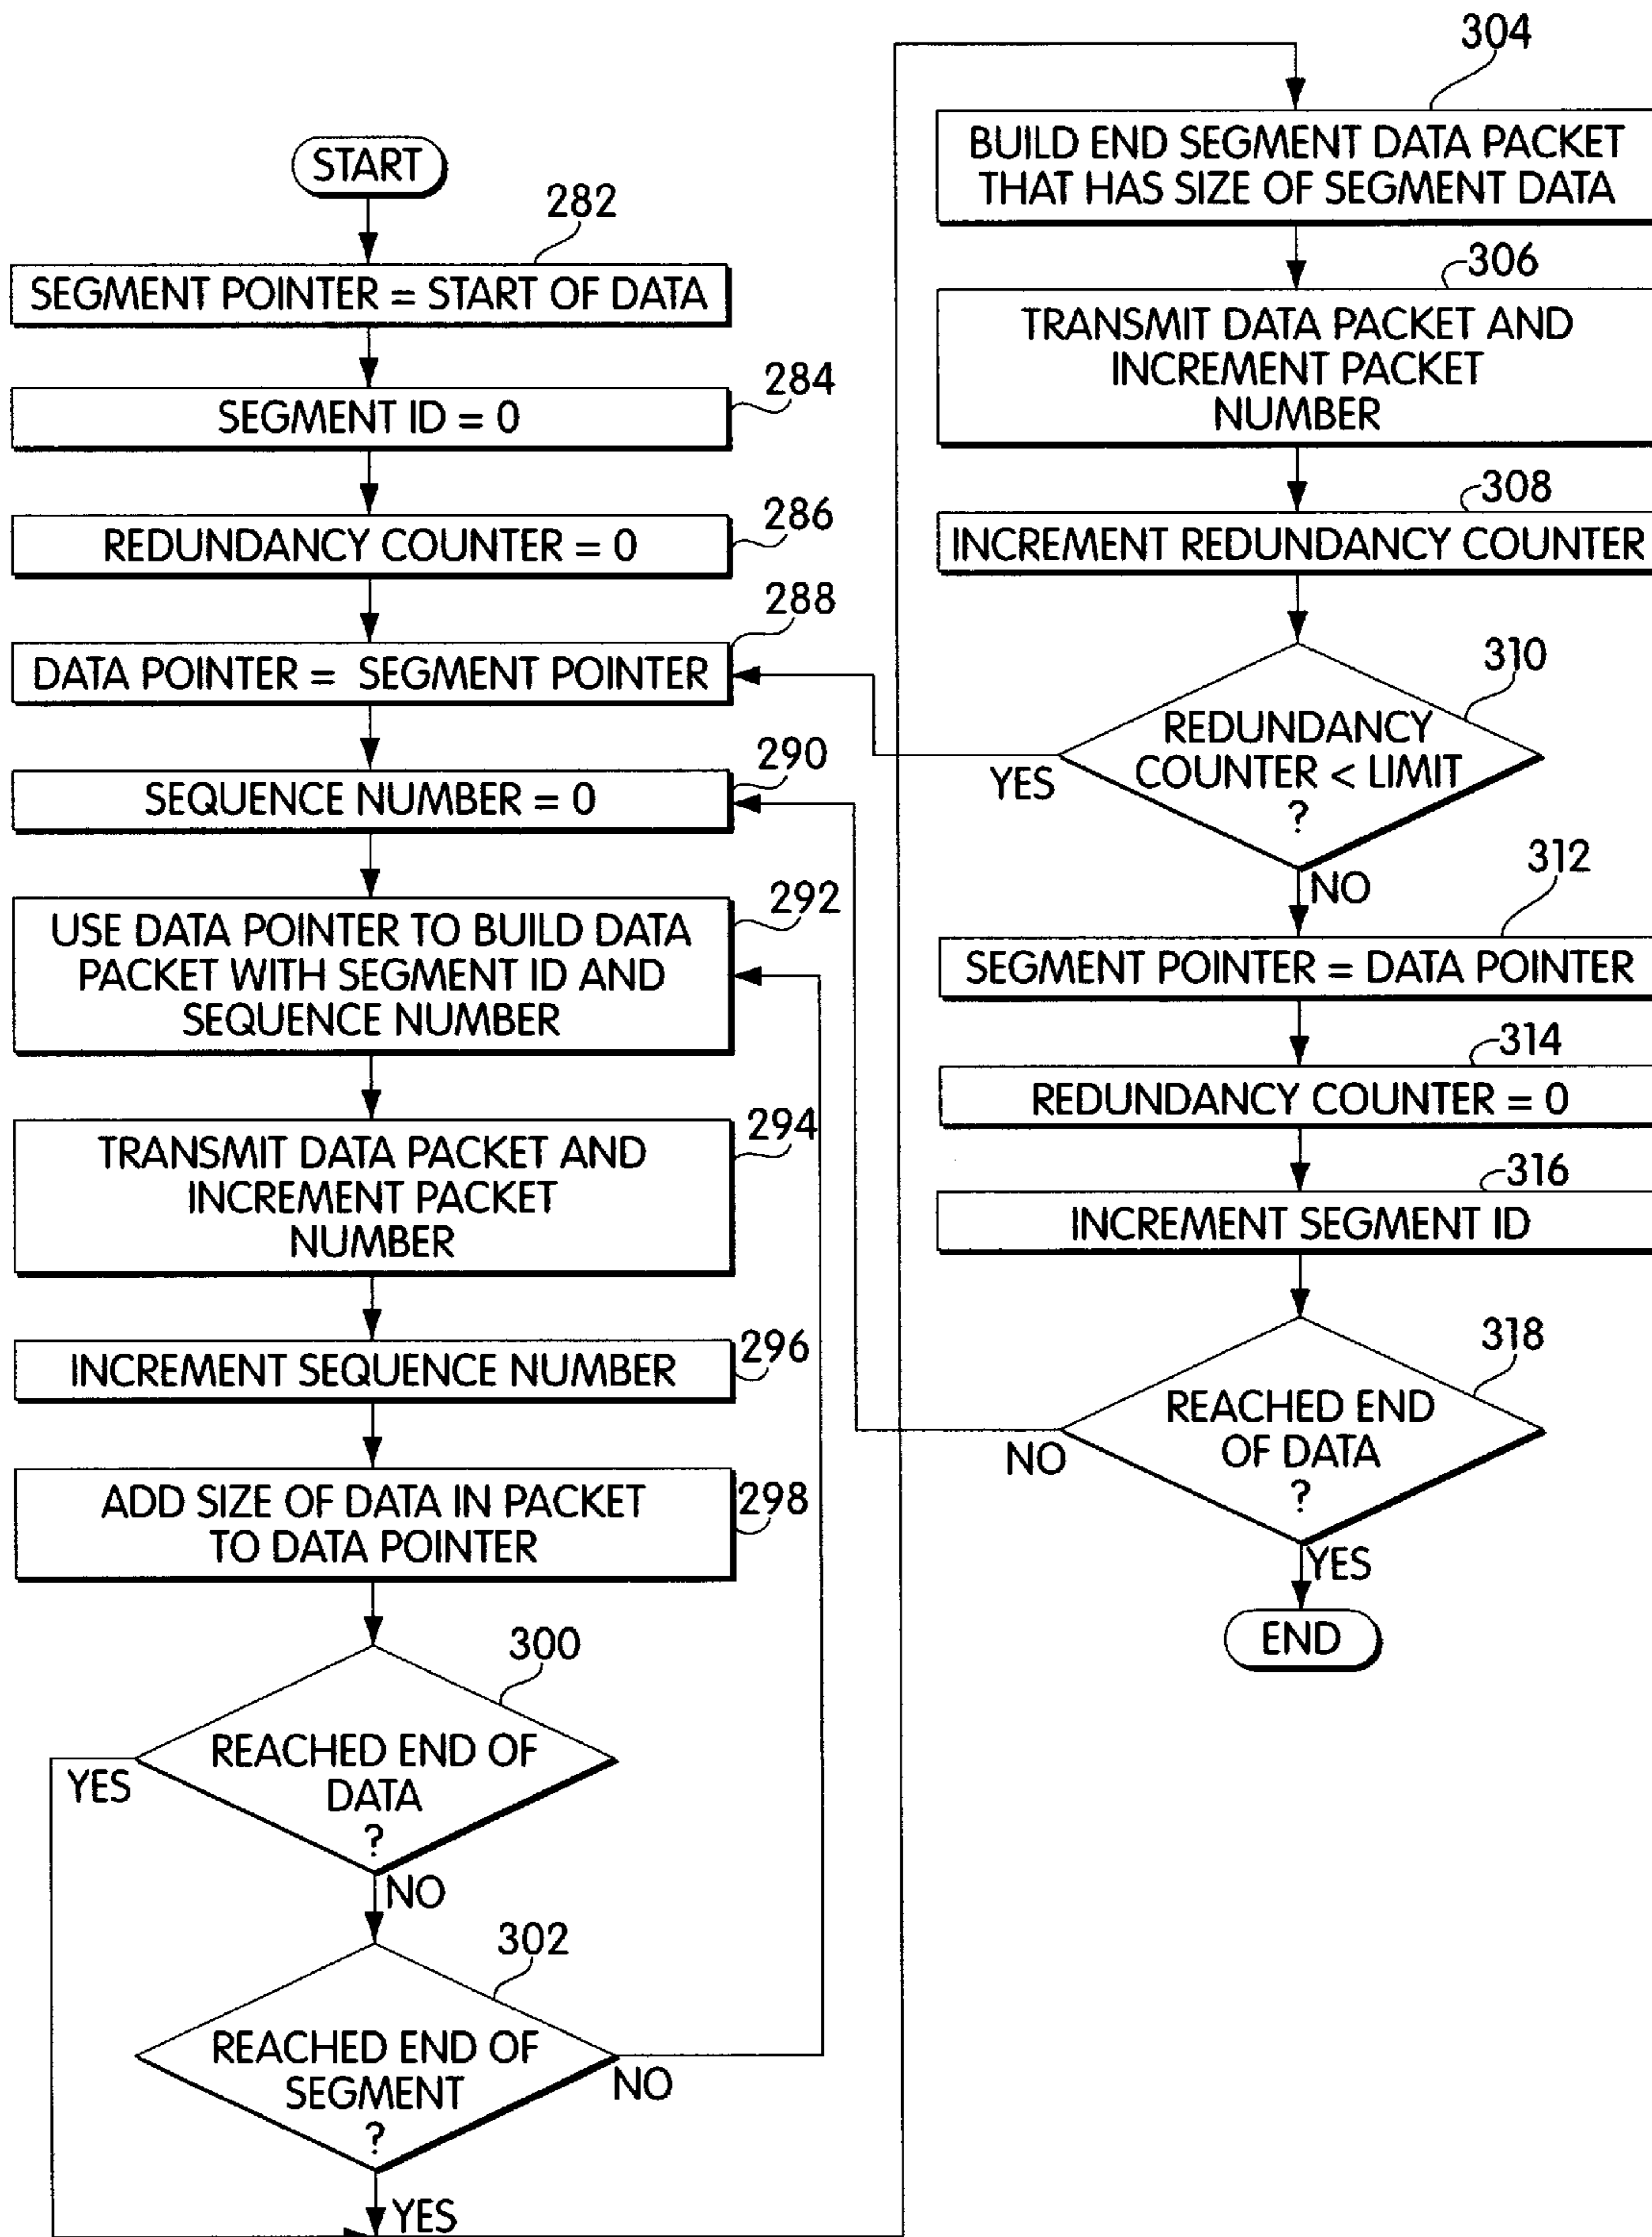 START
282
SEGMENT POINTER = START OF DATA
284
SEGMENT ID = 0
286
REDUNDANCY COUNTER = 0
288
DATA POINTER = SEGMENT POINTER
290
SEQUENCE NUMBER = 0
292
USE DATA POINTER TO BUILD DATA
PACKET WITH SEGMENT ID AND
SEQUENCE NUMBER
294
TRANSMIT DATA PACKET AND
INCREMENT PACKET
NUMBER
296
INCREMENT SEQUENCE NUMBER
298
ADD SIZE OF DATA IN PACKET
TO DATA POINTER
300
REACHED END OF
DATA
?
YES
NO
302
REACHED END OF
SEGMENT
?
NO
YES
304
BUILD END SEGMENT DATA PACKET
THAT HAS SIZE OF SEGMENT DATA
306
TRANSMIT DATA PACKET AND
INCREMENT PACKET
NUMBER
308
INCREMENT REDUNDANCY COUNTER
310
REDUNDANCY
COUNTER < LIMIT
?
YES
NO
312
SEGMENT POINTER = DATA POINTER
314
REDUNDANCY COUNTER = 0
316
INCREMENT SEGMENT ID
318
REACHED END
OF DATA
?
NO
YES
END